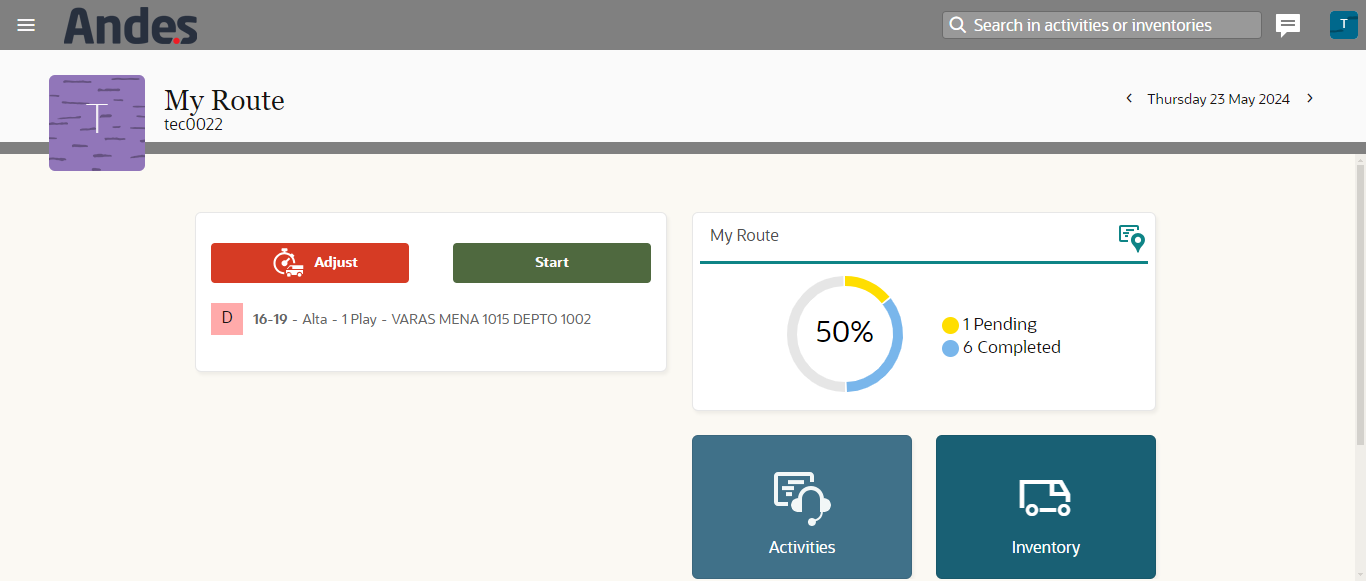 Andes
Search in activities or inventories
T
T
My Route
tec0022
Thursday 23 May 2024
Adjust
Start
D
16-19 - Alta - 1 Play - VARAS MENA 1015 DEPTO 1002
My Route
50%
1 Pending
6 Completed
Activities
Inventory